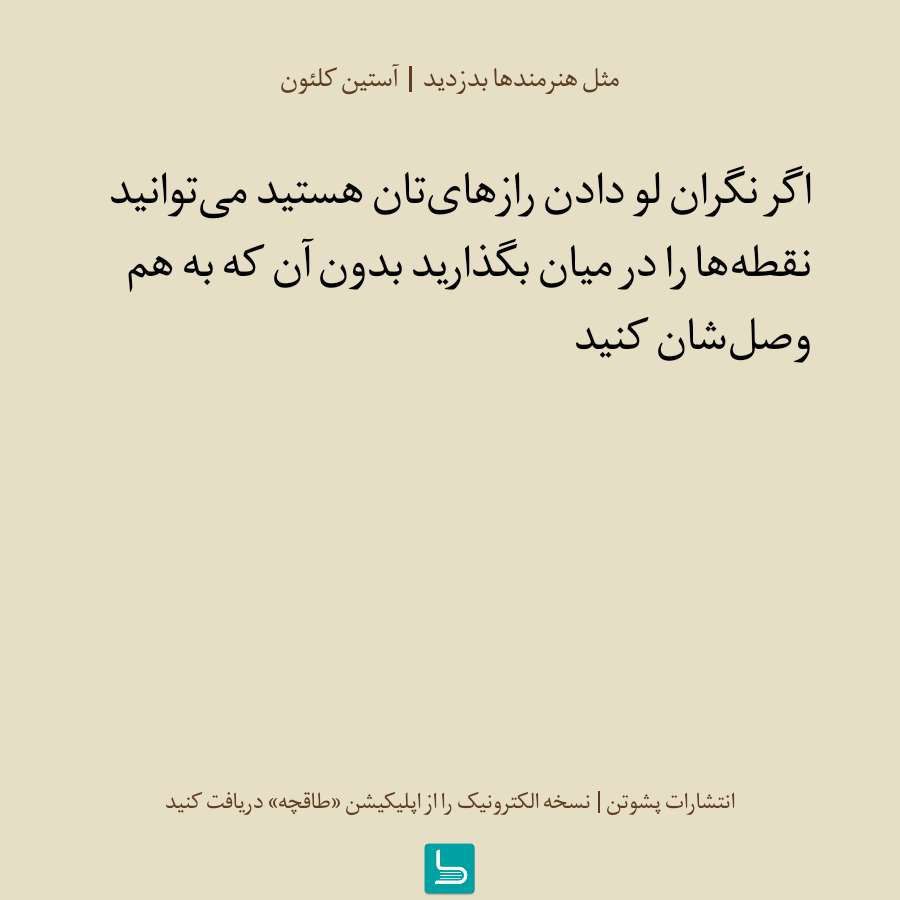 مثل هنرمندها بدزدید | آستین کلئون
اگر نگران لو دادن رازهای‌تان هستید می‌توانید
نقطه‌ها را در میان بگذارید بدون آن که به هم
وصل‌شان کنید
انتشارات پشوتن | نسخه الکترونیک را از اپلیکیشن «طاقچه» دریافت کنید